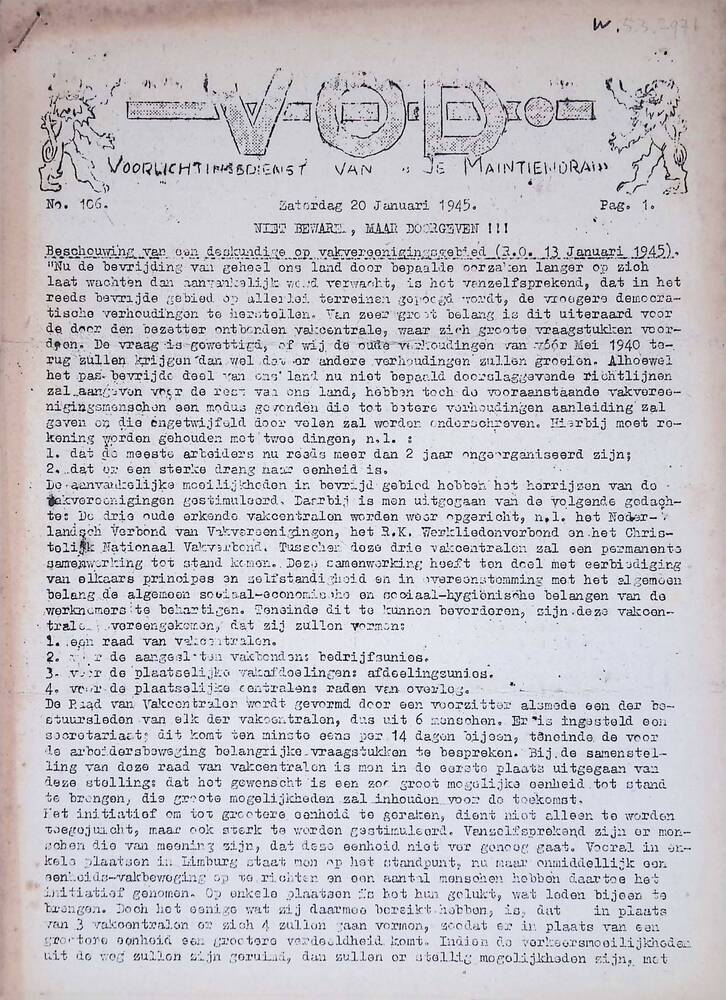 W. 53.2971
V.O.D.
VOORLICHTINGSDIENST VAN "JE MAINTIENDRAI"
No. 106. Zaterdag 20 Januari 1945. Pag. 1.
NIET BEWAREN, MAAR DOORGEVEN !!!
Beschouwing van een deskundige op vakvereenigingsgebied (R.O. 13 Januari 1945).
"Nu de bevrijding van geheel ons land door bepaalde oorzaken langer op zich
laat wachten dan aanvankelijk werd verwacht, is het vanzelfsprekend, dat in het
reeds bevrijde gebied op allerlei terreinen gepoogd wordt, de vroegere democra-
tische verhoudingen te herstellen. Van zeer groot belang is dit uiteraard voor
de door den bezetter ontbonden vakcentrale, waar zich groote vraagstukken voor-
doen. De vraag is gewettigd, of wij de oude verhoudingen van vóór Mei 1940 te-
rug zullen krijgen dan wel dat er andere verhoudingen zullen groeien. Alhoewel
het pas bevrijde deel van ons land nu niet bepaald doorslaggevende richtlijnen
zal aangeven voor de rest van ons land, hebben toch de vooraanstaande vakveree-
nigingsmenschen een modus gevonden die tot betere verhoudingen aanleiding zal
geven en die ongetwijfeld door velen zal worden onderschreven. Hierbij moet re-
kening worden gehouden met twee dingen, n.l. :
1. dat de meeste arbeiders nu reeds meer dan 2 jaar ongeorganiseerd zijn;
2. dat er een sterke drang naar eenheid is.
De aanvankelijke moeilijkheden in bevrijd gebied hebben het herrijzen van de
vakvereenigingen gestimuleerd. Daarbij is men uitgegaan van de volgende gedach-
te: De drie oude erkende vakcentralen worden weer opgericht, n.l. het Neder-
landsch Verbond van Vakvereenigingen, het R.K. Werkliedenverbond en het Chris-
telijk Nationaal Vakverbond. Tusschen deze drie vakcentralen zal een permanente
samenwerking tot stand komen. Deze samenwerking heeft ten doel met eerbiediging
van elkaars principes en zelfstandigheid en in overeenstemming met het algemeen
belang de algemeen sociaal-economische en sociaal-hygiënische belangen van de
werknemers te behartigen. Teneinde dit te kunnen bevorderen, zijn deze vakcen-
tralen overeengekomen, dat zij zullen vormen:
1. een raad van vakcentralen.
2. voor de aangesloten vakbonden: bedrijfsunies.
3. voor de plaatselijke vakafdeelingen: afdeelingsunies.
4. voor de plaatselijke centralen: raden van overleg.
De Raad van Vakcentralen wordt gevormd door een voorzitter alsmede een der be-
stuursleden van elk der vakcentralen, dus uit 6 menschen. Er is ingesteld een
secretariaat; dit komt ten minste eens per 14 dagen bijeen, teneinde de voor
de arbeidersbeweging belangrijke vraagstukken te bespreken. Bij de samenstel-
ling van deze raad van vakcentralen is men in de eerste plaats uitgegaan van
deze stelling: dat het gewenscht is een zoo groot mogelijke eenheid tot stand
te brengen, die groote mogelijkheden zal inhouden voor de toekomst.
Het initiatief om tot grootere eenheid te geraken, dient niet alleen te worden
toegejuicht, maar ook sterk te worden gestimuleerd. Vanzelfsprekend zijn er men-
schen die van meening zijn, dat deze eenheid niet ver genoeg gaat. Vooral in en-
kele plaatsen in Limburg staat men op het standpunt, nu maar onmiddellijk een
eenheids-vakbeweging op te richten en een aantal menschen hebben daartoe het
initiatief genomen. Op enkele plaatsen is het hun gelukt, wat leden bijeen te
brengen. Doch het eenige wat zij daarmee bereikt hebben, is, dat in plaats
van 3 vakcentralen er zich 4 zullen gaan vormen, zoodat er in plaats van een
grootere eenheid een grootere verdeeldheid komt. Indien de verkeersmoeilijkheden
uit de weg zullen zijn geruimd, dan zullen er stellig mogelijkheden zijn, met